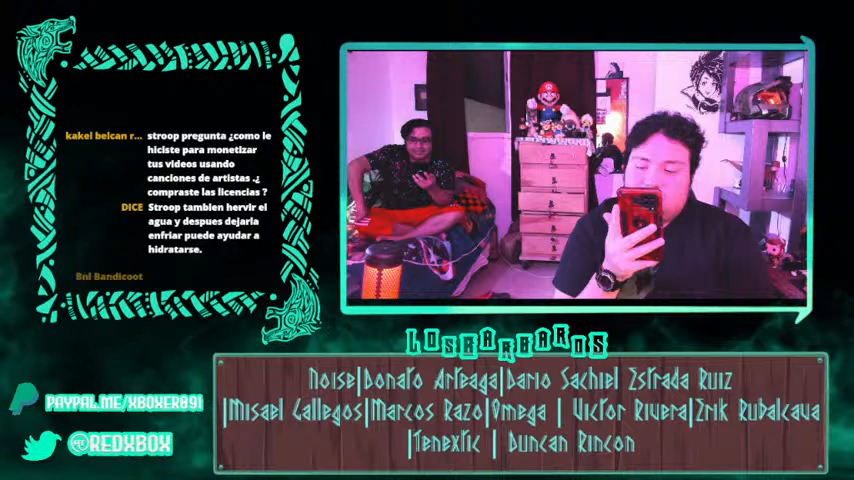 kakel belcan r... stroop pregunta ¿como le
hiciste para monetizar
tus videos usando
canciones de artistas .¿
compraste las licencias ?
DICE Stroop tambien hervir el
agua y despues dejarla
enfriar puede ayudar a
hidratarse.
Bnl Bandicoot
LOSBARBAROS
Noise|Donato Arteaga|Dario Sachiel Estrada Ruiz
|Misael Gallegos|Marcos Razo|Omega | Victor Rivera|Erik Rubalcava
|Tenextic | Duncan Rincon
PAYPAL.ME/XBOXER091
@REDXBOX